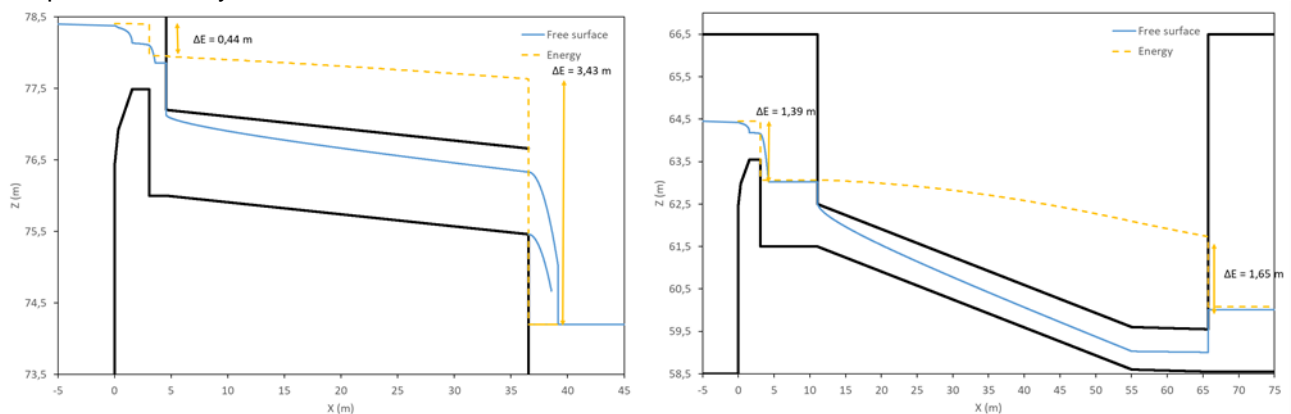 78,5
77,5
76,5
75,5
74,5
73,5
Z (m)
-5 0 5 10 15 20 25 30 35 40 45
X (m)
ΔE = 0,44 m
Free surface
Energy
ΔE = 3,43 m
66,5
65,5
64,5
63,5
62,5
61,5
60,5
59,5
58,5
Z (m)
-5 0 5 10 15 20 25 30 35 40 45 50 55 60 65 70 75
X (m)
Free surface
Energy
ΔE = 1,39 m
ΔE = 1,65 m